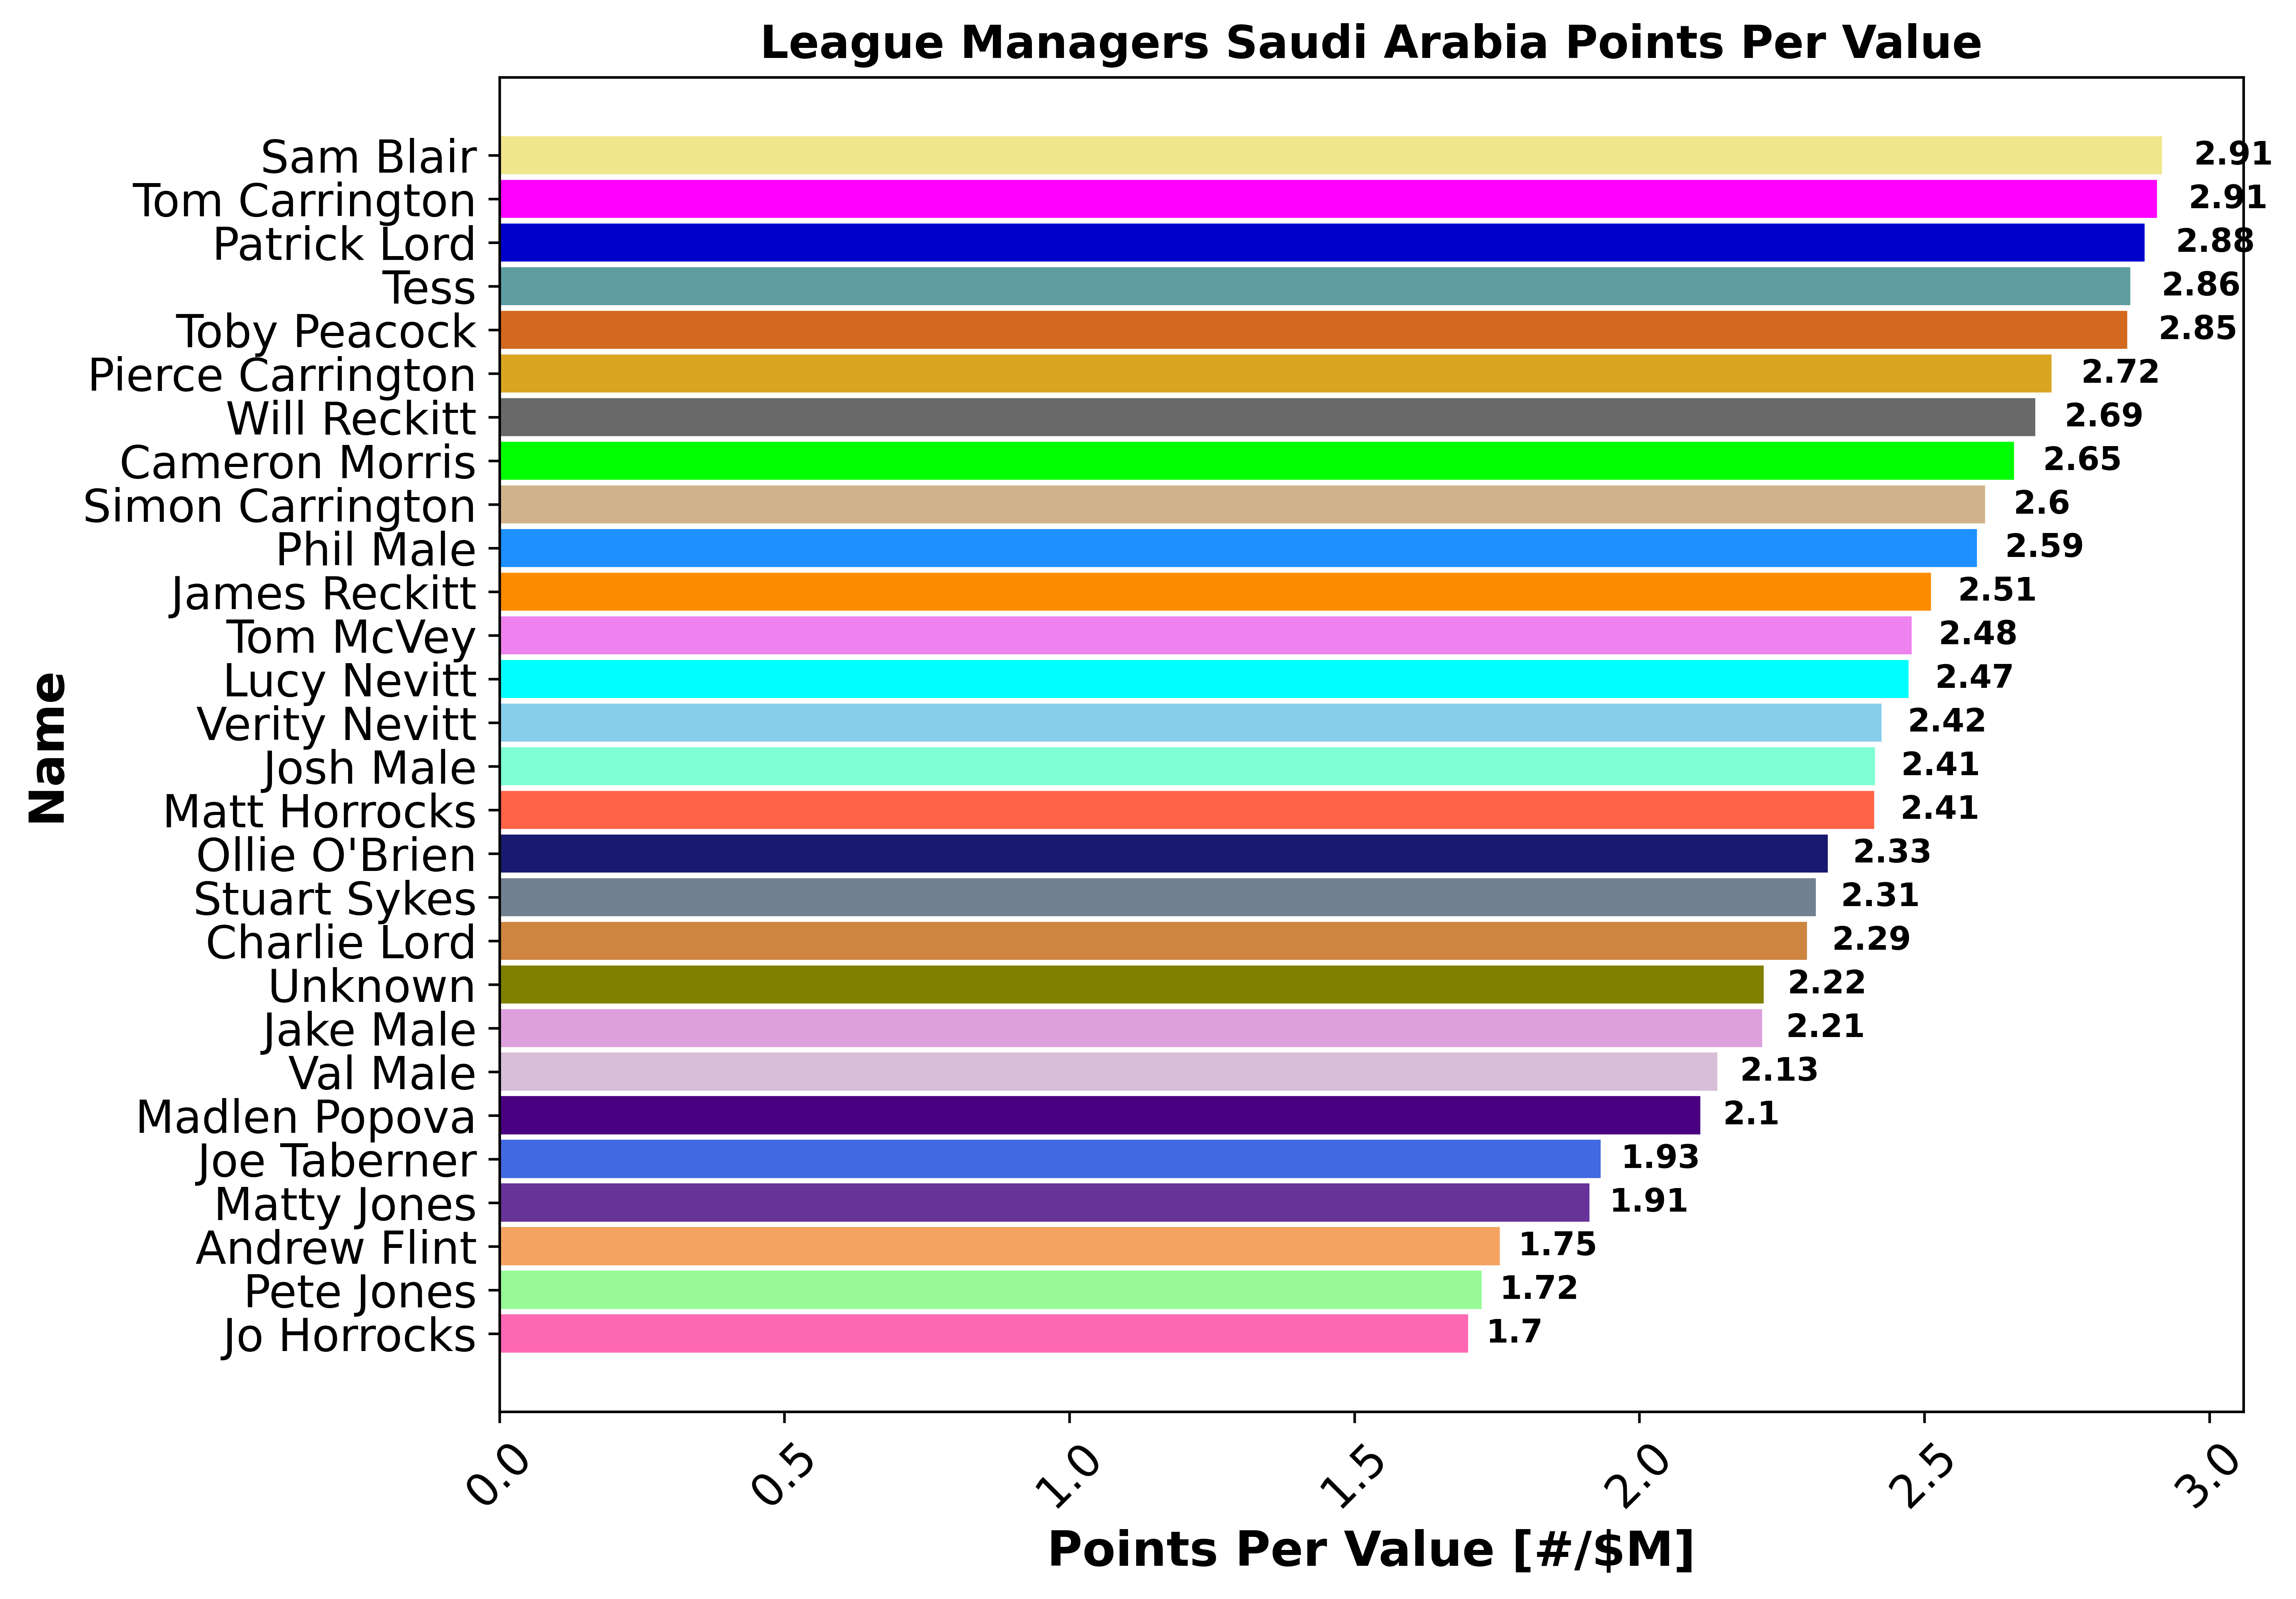 League Managers Saudi Arabia Points Per Value
Sam Blair 2.91
Tom Carrington 2.91
Patrick Lord 2.88
Tess 2.86
Toby Peacock 2.85
Pierce Carrington 2.72
Will Reckitt 2.69
Cameron Morris 2.65
Simon Carrington 2.6
Phil Male 2.59
James Reckitt 2.51
Tom McVey 2.48
Lucy Nevitt 2.47
Verity Nevitt 2.42
Josh Male 2.41
Matt Horrocks 2.41
Ollie O'Brien 2.33
Stuart Sykes 2.31
Charlie Lord 2.29
Unknown 2.22
Jake Male 2.21
Val Male 2.13
Madlen Popova 2.1
Joe Taberner 1.93
Matty Jones 1.91
Andrew Flint 1.75
Pete Jones 1.72
Jo Horrocks 1.7
Name
0.0 0.5 1.0 1.5 2.0 2.5 3.0
Points Per Value [#/$M]